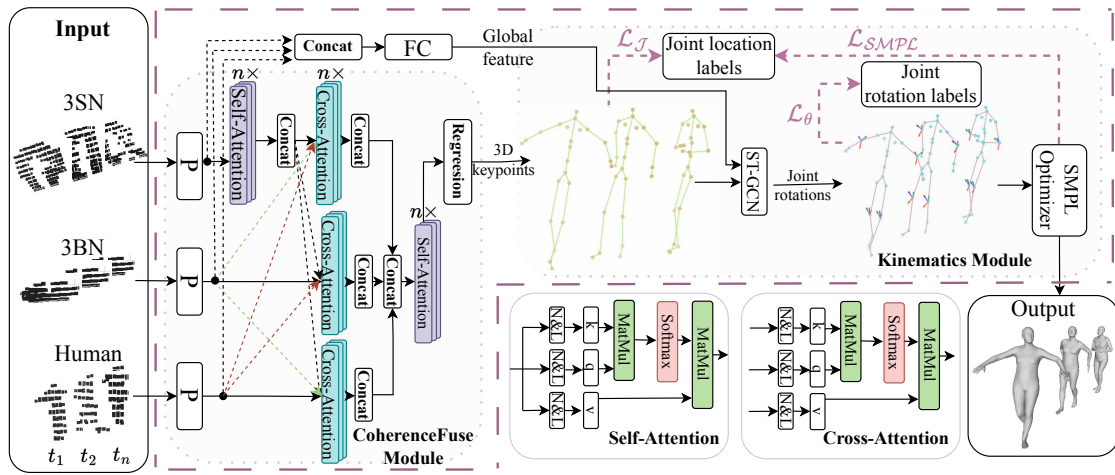 Input
3SN
3BN
Human
t₁ t₂ tₙ
P
P
P
Concat
FC
Global
feature
n×
Self-Attention
Concat
n×
Cross-Attention
Concat
Cross-Attention
Concat
Concat
Cross-Attention
Concat
n×
Self-Attention
Regression
CoherenceFuse
Module
3D
keypoints
ℒ_𝒥
Joint location
labels
ℒ_𝒮ℳ𝒫ℒ
Joint
rotation labels
ℒ_θ
ST-GCN
Joint
rotations
SMPL
Optimizer
Kinematics Module
N&L
k
MatMul
Softmax
MatMul
N&L
q
N&L
v
Self-Attention
N&L
k
MatMul
Softmax
MatMul
N&L
q
N&L
v
Cross-Attention
Output